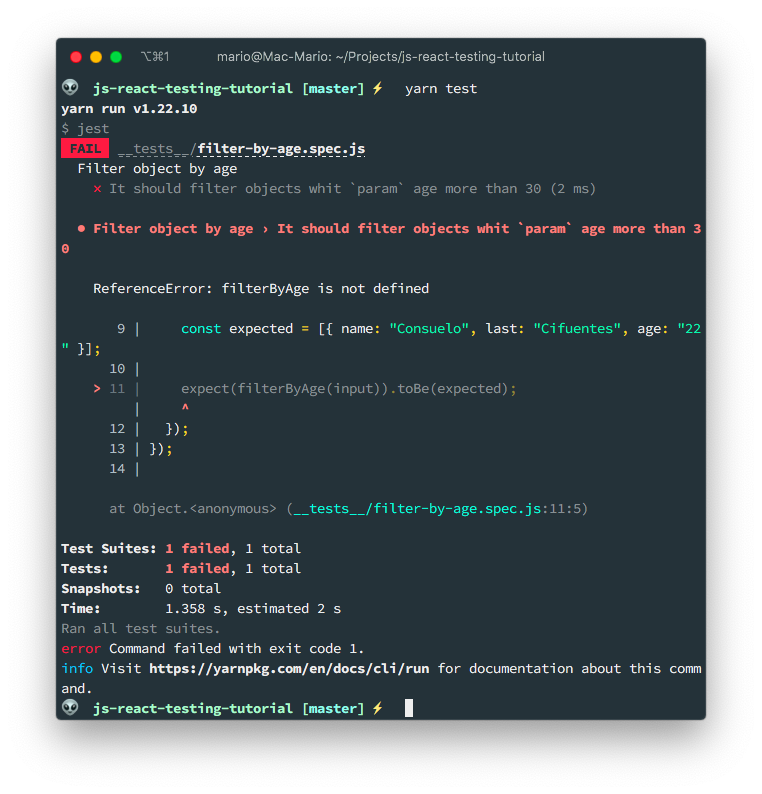 ⌥⌘1 mario@Mac-Mario: ~/Projects/js-react-testing-tutorial
👽 js-react-testing-tutorial [master] ⚡ yarn test
yarn run v1.22.10
$ jest
FAIL __tests__/filter-by-age.spec.js
Filter object by age
✕ It should filter objects whit `param` age more than 30 (2 ms)
● Filter object by age › It should filter objects whit `param` age more than 3
0
ReferenceError: filterByAge is not defined
9 | const expected = [{ name: "Consuelo", last: "Cifuentes", age: "22
" }];
10 |
> 11 | expect(filterByAge(input)).toBe(expected);
| ^
12 | });
13 | });
14 |
at Object.<anonymous> (__tests__/filter-by-age.spec.js:11:5)
Test Suites: 1 failed, 1 total
Tests: 1 failed, 1 total
Snapshots: 0 total
Time: 1.358 s, estimated 2 s
Ran all test suites.
error Command failed with exit code 1.
info Visit https://yarnpkg.com/en/docs/cli/run for documentation about this comm
and.
👽 js-react-testing-tutorial [master] ⚡